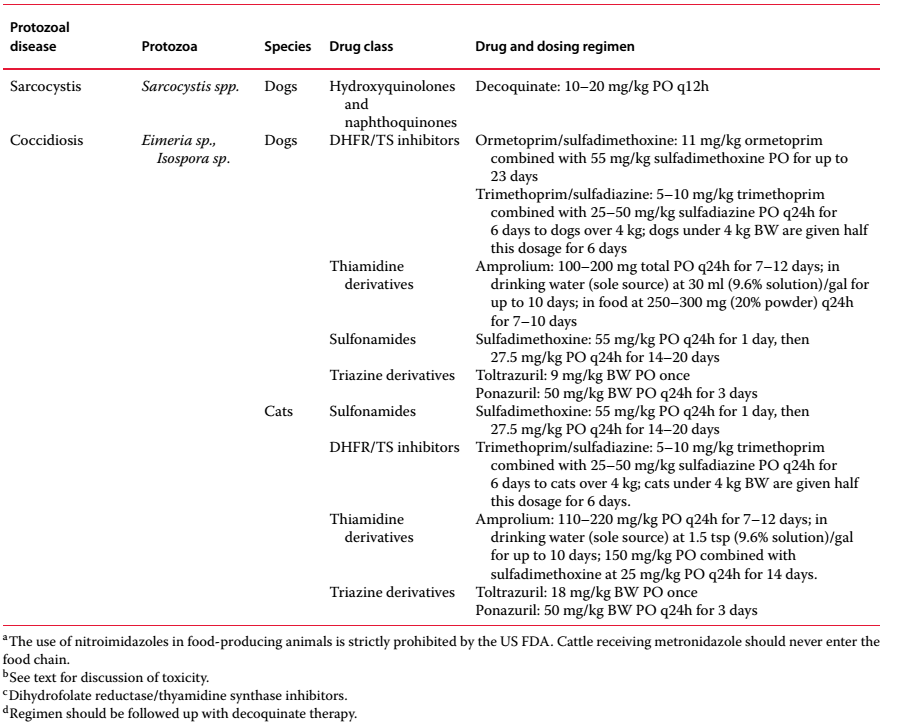 Protozoal
disease Protozoa Species Drug class Drug and dosing regimen
Sarcocystis Sarcocystis spp. Dogs Hydroxyquinolones Decoquinate: 10–20 mg/kg PO q12h
and
naphthoquinones
Coccidiosis Eimeria sp., Dogs DHFR/TS inhibitors Ormetoprim/sulfadimethoxine: 11 mg/kg ormetoprim
Isospora sp. combined with 55 mg/kg sulfadimethoxine PO for up to
23 days
Trimethoprim/sulfadiazine: 5–10 mg/kg trimethoprim
combined with 25–50 mg/kg sulfadiazine PO q24h for
6 days to dogs over 4 kg; dogs under 4 kg BW are given half
this dosage for 6 days
Thiamidine Amprolium: 100–200 mg total PO q24h for 7–12 days; in
derivatives drinking water (sole source) at 30 ml (9.6% solution)/gal for
up to 10 days; in food at 250–300 mg (20% powder) q24h
for 7–10 days
Sulfonamides Sulfadimethoxine: 55 mg/kg PO q24h for 1 day, then
27.5 mg/kg PO q24h for 14–20 days
Triazine derivatives Toltrazuril: 9 mg/kg BW PO once
Ponazuril: 50 mg/kg BW PO q24h for 3 days
Cats Sulfonamides Sulfadimethoxine: 55 mg/kg PO q24h for 1 day, then
27.5 mg/kg PO q24h for 14–20 days
DHFR/TS inhibitors Trimethoprim/sulfadiazine: 5–10 mg/kg trimethoprim
combined with 25–50 mg/kg sulfadiazine PO q24h for
6 days to cats over 4 kg; cats under 4 kg BW are given half
this dosage for 6 days.
Thiamidine Amprolium: 110–220 mg/kg PO q24h for 7–12 days; in
derivatives drinking water (sole source) at 1.5 tsp (9.6% solution)/gal
for up to 10 days; 150 mg/kg PO combined with
sulfadimethoxine at 25 mg/kg PO q24h for 14 days.
Triazine derivatives Toltrazuril: 18 mg/kg BW PO once
Ponazuril: 50 mg/kg BW PO q24h for 3 days
a The use of nitroimidazoles in food-producing animals is strictly prohibited by the US FDA. Cattle receiving metronidazole should never enter the
food chain.
b See text for discussion of toxicity.
c Dihydrofolate reductase/thyamidine synthase inhibitors.
d Regimen should be followed up with decoquinate therapy.